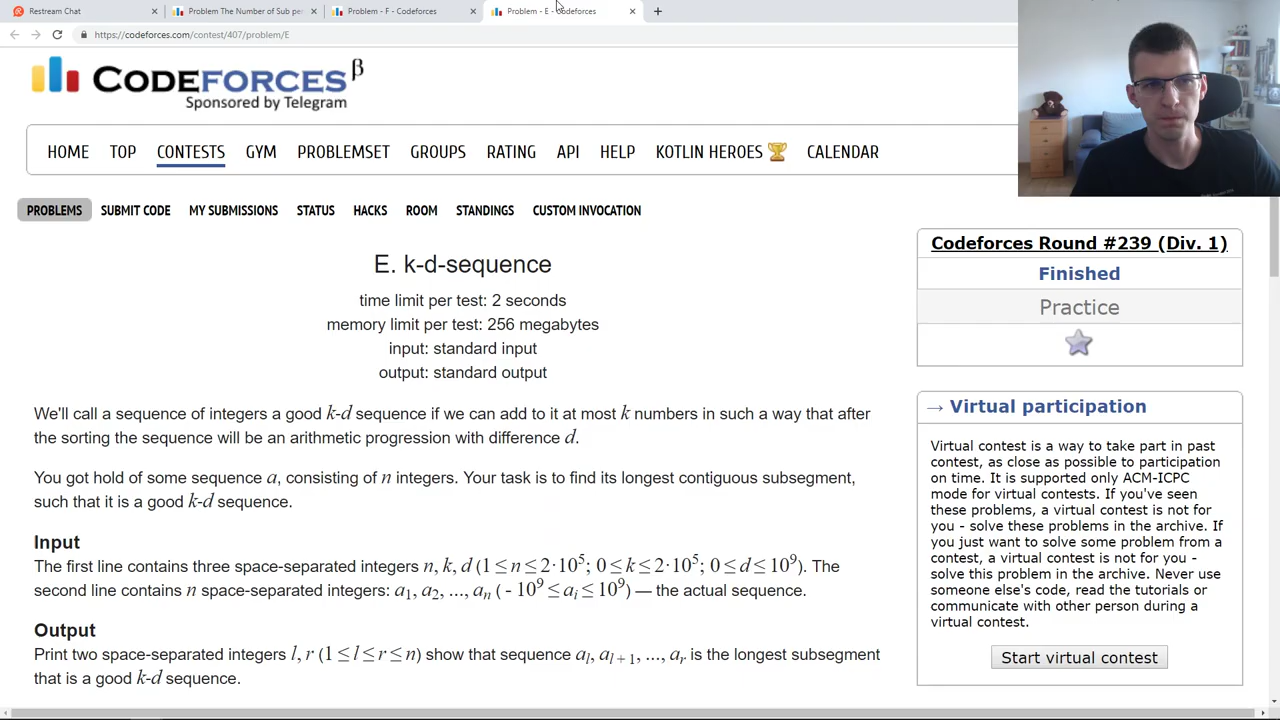 Restream Chat
Problem The Number of Sub pe
Problem - F - Codeforces
Problem - E - Codeforces
https://codeforces.com/contest/407/problem/E
CODEFORCES β
Sponsored by Telegram
HOME TOP CONTESTS GYM PROBLEMSET GROUPS RATING API HELP KOTLIN HEROES CALENDAR
PROBLEMS SUBMIT CODE MY SUBMISSIONS STATUS HACKS ROOM STANDINGS CUSTOM INVOCATION
E. k-d-sequence
time limit per test: 2 seconds
memory limit per test: 256 megabytes
input: standard input
output: standard output
We'll call a sequence of integers a good k-d sequence if we can add to it at most k numbers in such a way that after
the sorting the sequence will be an arithmetic progression with difference d.
You got hold of some sequence a, consisting of n integers. Your task is to find its longest contiguous subsegment,
such that it is a good k-d sequence.
Input
The first line contains three space-separated integers n, k, d (1 ≤ n ≤ 2·10⁵; 0 ≤ k ≤ 2·10⁵; 0 ≤ d ≤ 10⁹). The
second line contains n space-separated integers: a₁, a₂, ..., aₙ ( - 10⁹ ≤ aᵢ ≤ 10⁹) — the actual sequence.
Output
Print two space-separated integers l, r (1 ≤ l ≤ r ≤ n) show that sequence aₗ, aₗ₊₁, ..., aᵣ is the longest subsegment
that is a good k-d sequence.
Codeforces Round #239 (Div. 1)
Finished
Practice
→ Virtual participation
Virtual contest is a way to take part in past
contest, as close as possible to participation
on time. It is supported only ACM-ICPC
mode for virtual contests. If you've seen
these problems, a virtual contest is not for
you - solve these problems in the archive. If
you just want to solve some problem from a
contest, a virtual contest is not for you -
solve this problem in the archive. Never use
someone else's code, read the tutorials or
communicate with other person during a
virtual contest.
Start virtual contest